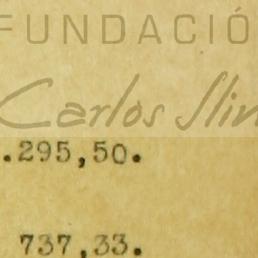 FUNDACIÓ
Carlos Slim
.295,50.
737,33.